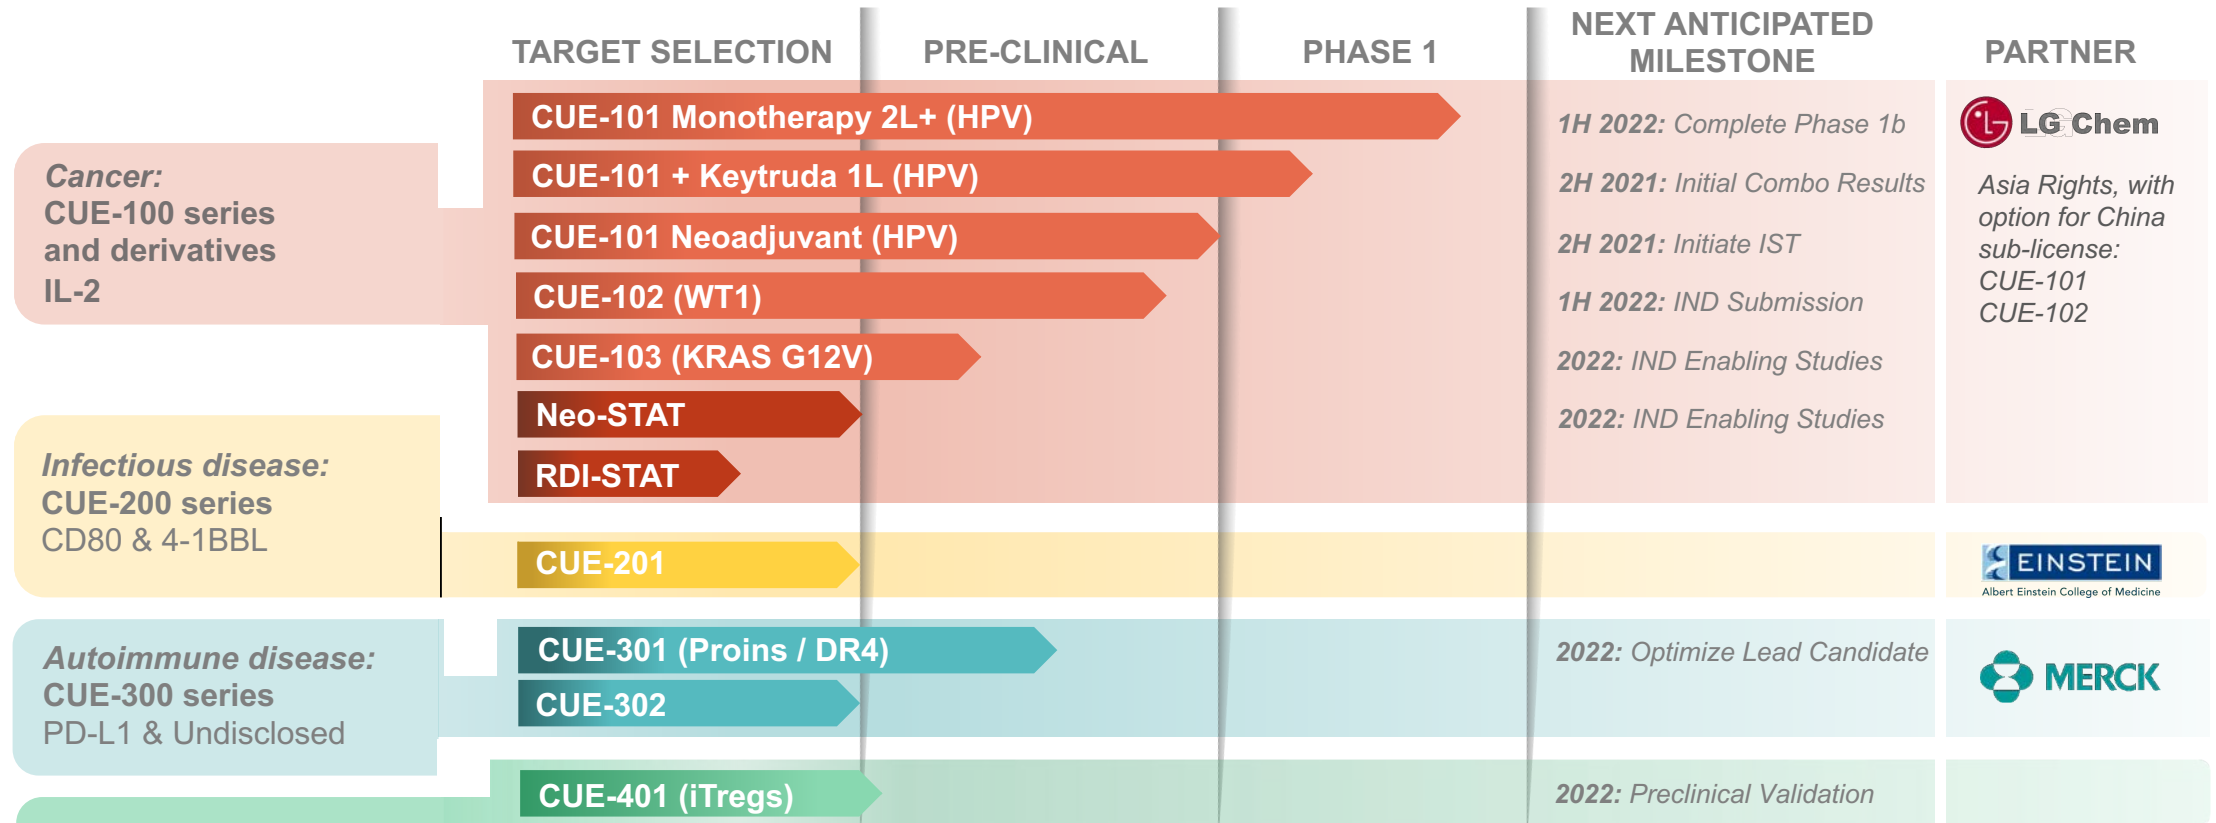 TARGET SELECTION
PRE-CLINICAL
PHASE 1
NEXT ANTICIPATED
MILESTONE
PARTNER
Cancer:
CUE-100 series
and derivatives
IL-2
CUE-101 Monotherapy 2L+ (HPV)
1H 2022: Complete Phase 1b
CUE-101 + Keytruda 1L (HPV)
2H 2021: Initial Combo Results
CUE-101 Neoadjuvant (HPV)
2H 2021: Initiate IST
CUE-102 (WT1)
1H 2022: IND Submission
CUE-103 (KRAS G12V)
2022: IND Enabling Studies
Neo-STAT
2022: IND Enabling Studies
RDI-STAT
LG Chem
Asia Rights, with
option for China
sub-license:
CUE-101
CUE-102
Infectious disease:
CUE-200 series
CD80 & 4-1BBL
CUE-201
EINSTEIN
Albert Einstein College of Medicine
Autoimmune disease:
CUE-300 series
PD-L1 & Undisclosed
CUE-301 (Proins / DR4)
2022: Optimize Lead Candidate
CUE-302
MERCK
CUE-401 (iTregs)
2022: Preclinical Validation